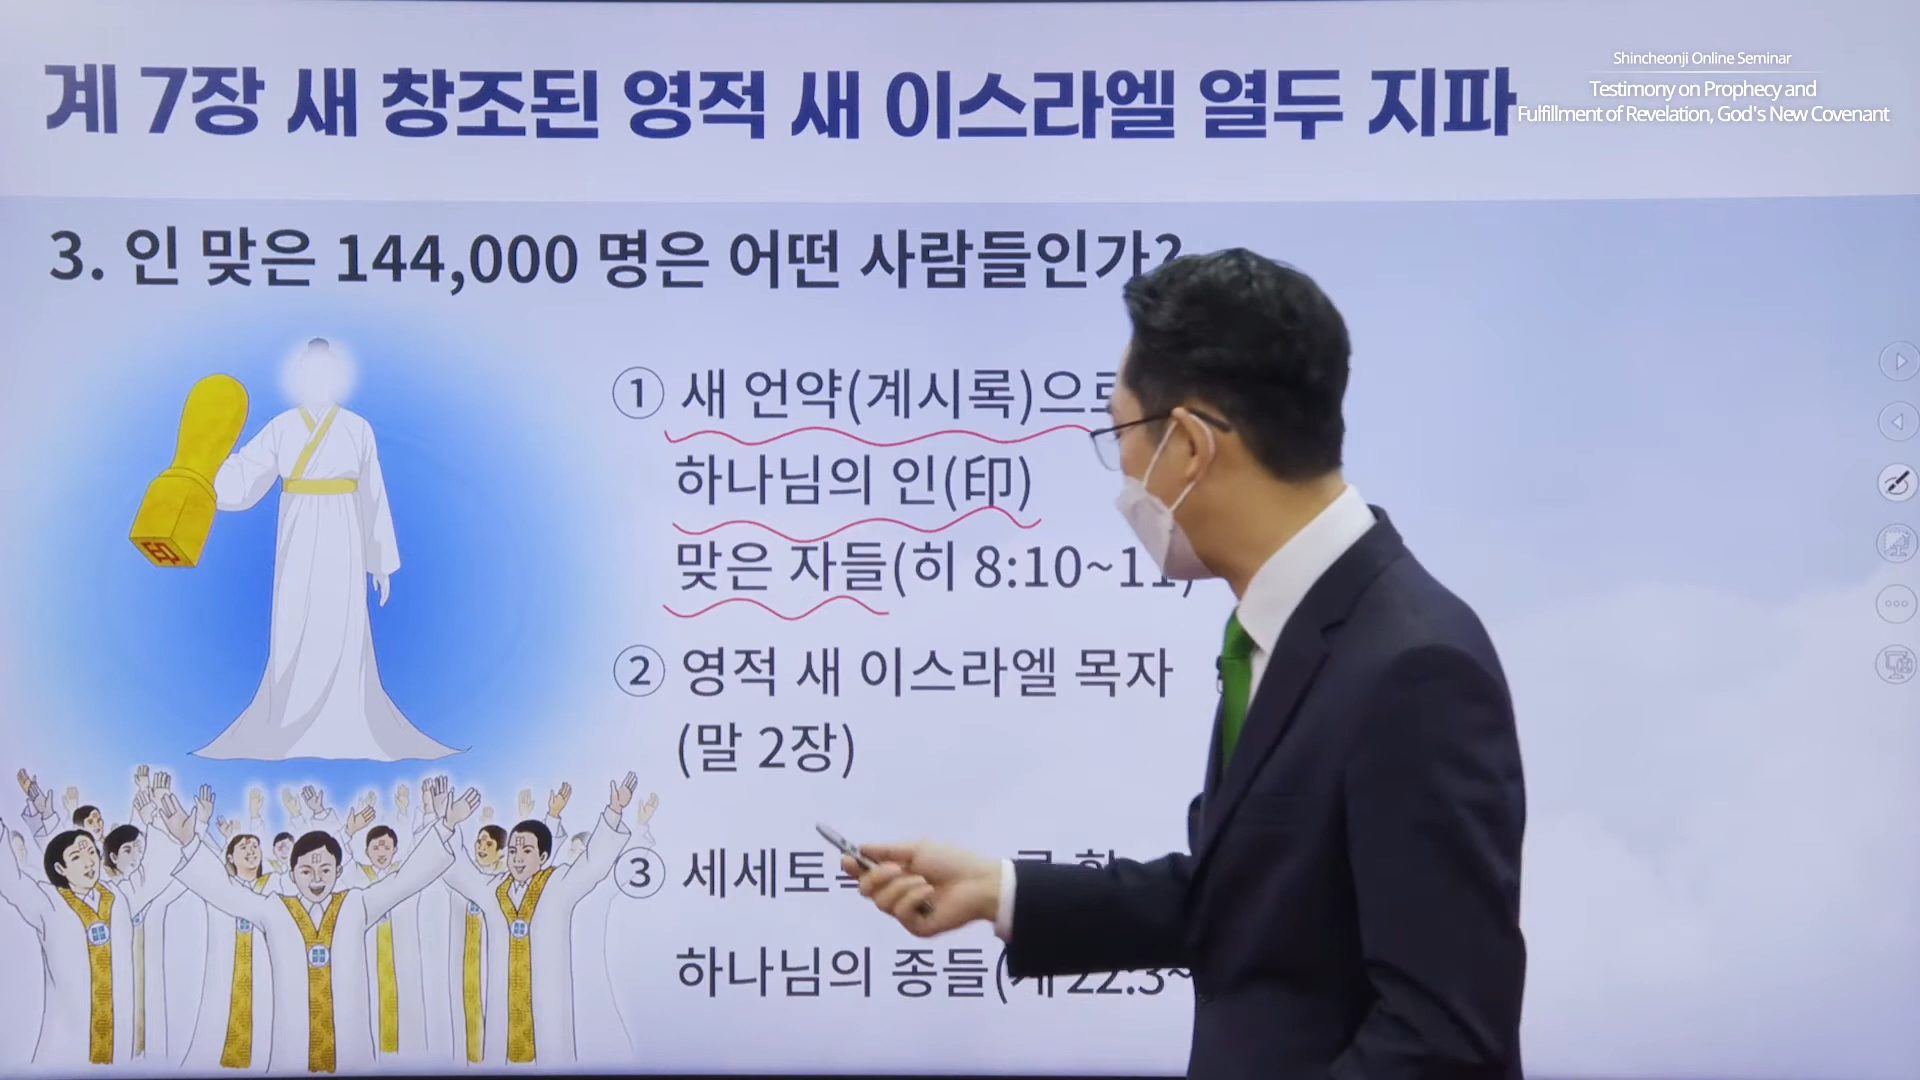 계 7장 새 창조된 영적 새 이스라엘 열두 지파
Shincheonji Online Seminar
Testimony on Prophecy and
Fulfillment of Revelation, God's New Covenant
3. 인 맞은 144,000 명은 어떤 사람들인가?
① 새 언약(계시록)으로
하나님의 인(印)
맞은 자들(히 8:10~11)
② 영적 새 이스라엘 목자
(말 2장)
③ 세세토
하나님의 종들(계 22:3~